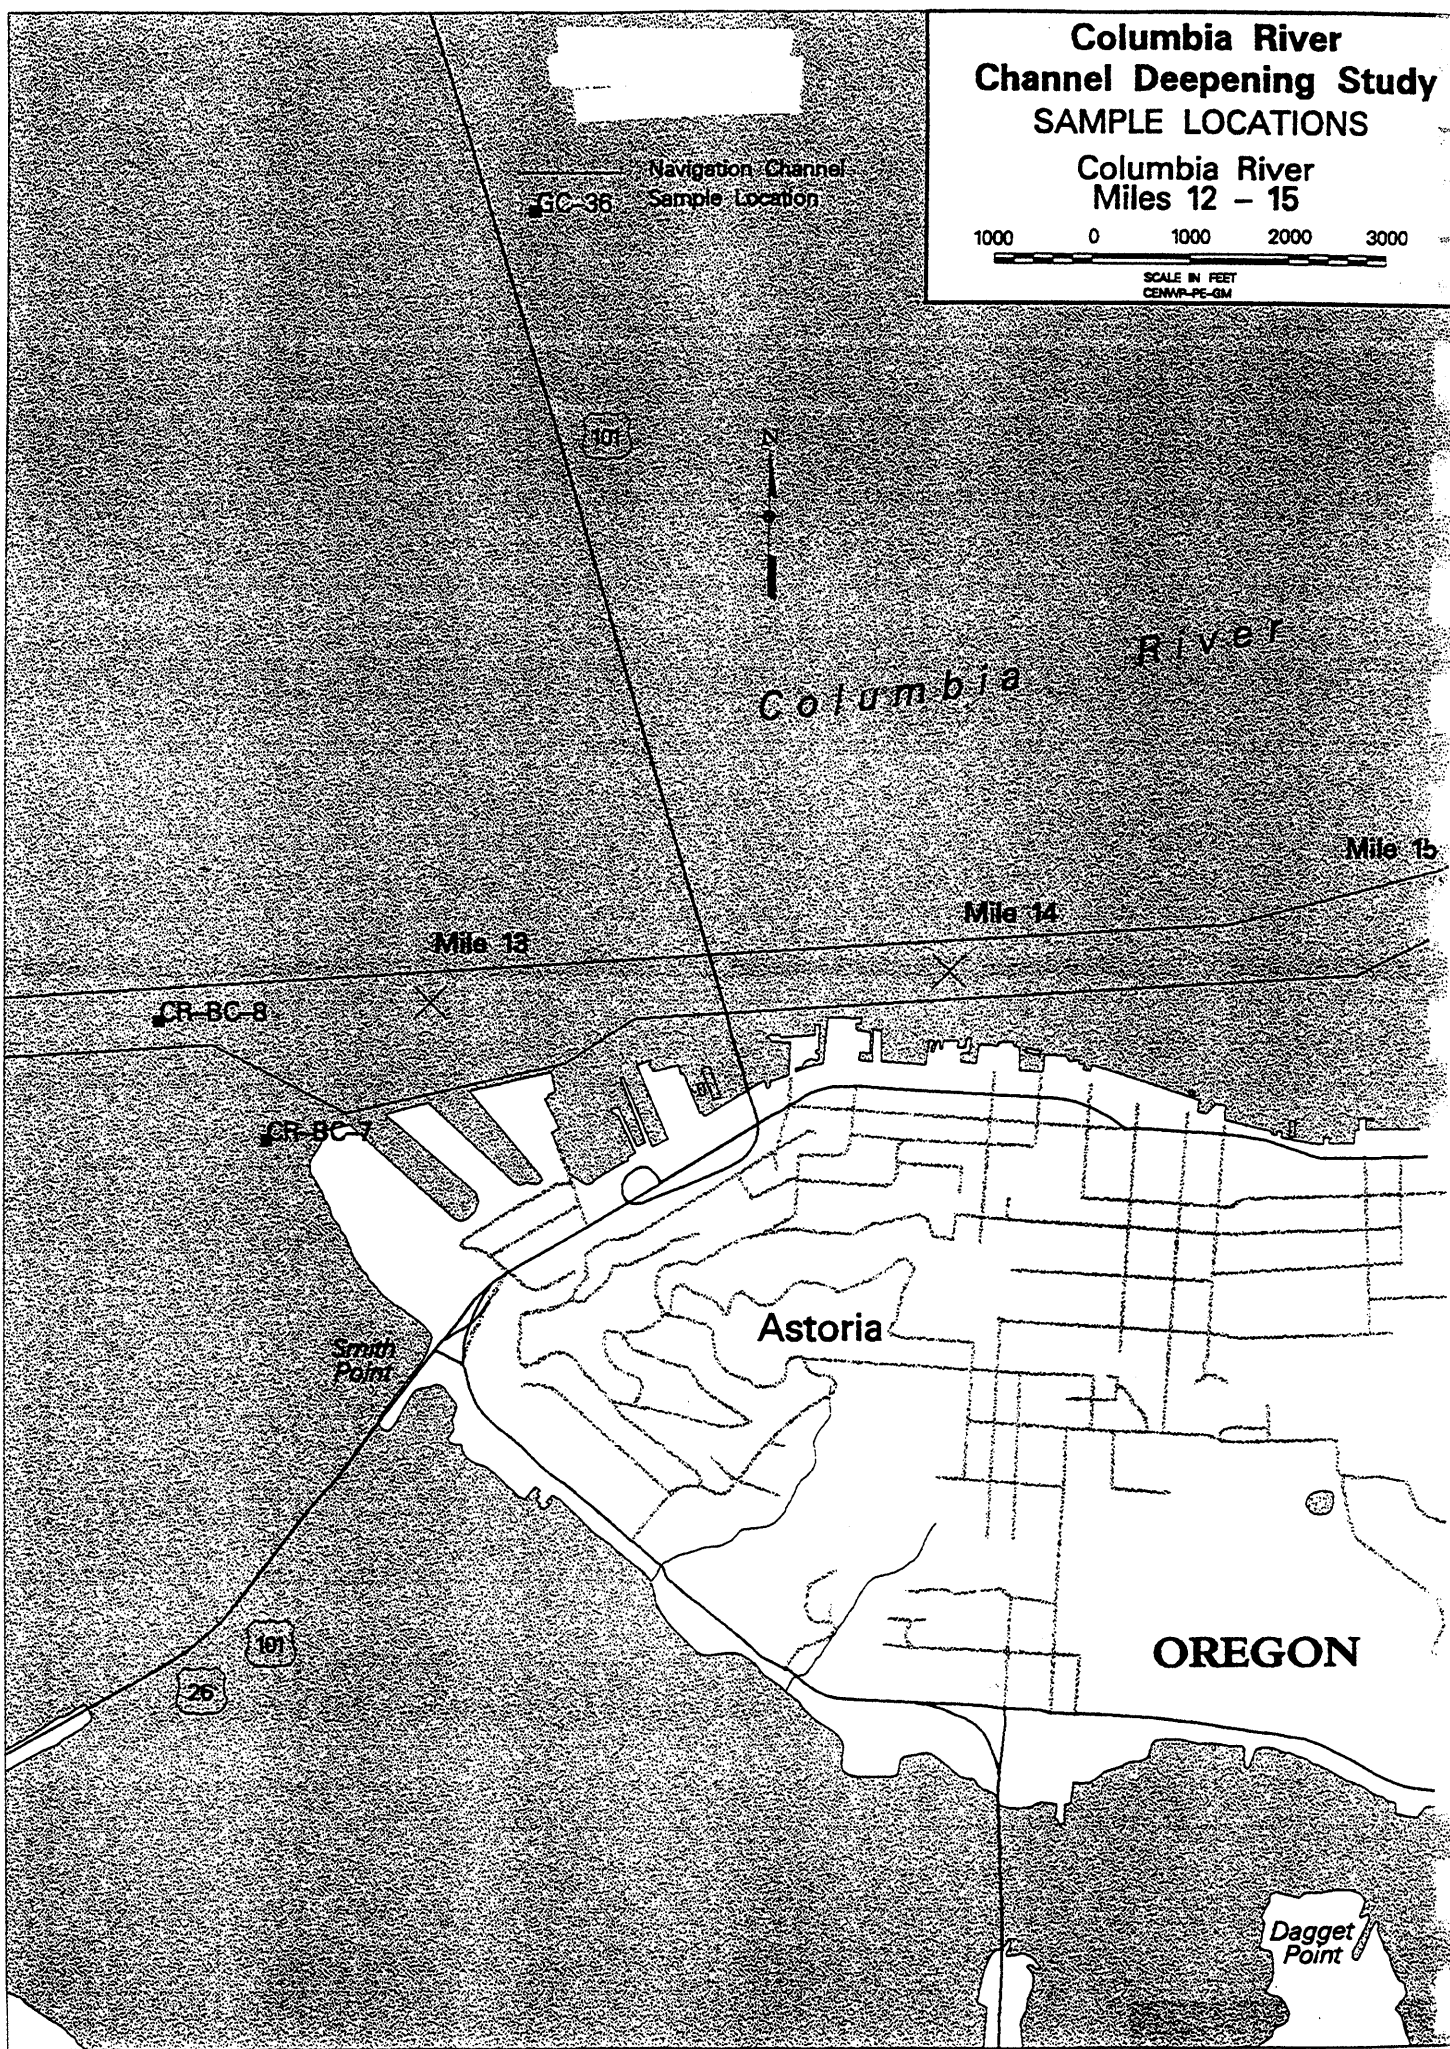 Columbia River
Channel Deepening Study
SAMPLE LOCATIONS
Columbia River
Miles 12 - 15
1000 0 1000 2000 3000
SCALE IN FEET
CENWP-PE-GM
Navigation Channel
GC-36 Sample Location
101
N
Columbia River
Mile 15
Mile 14
Mile 13
CR-BC-8
CR-BC-7
Astoria
Smith
Point
OREGON
101
26
Dagget
Point